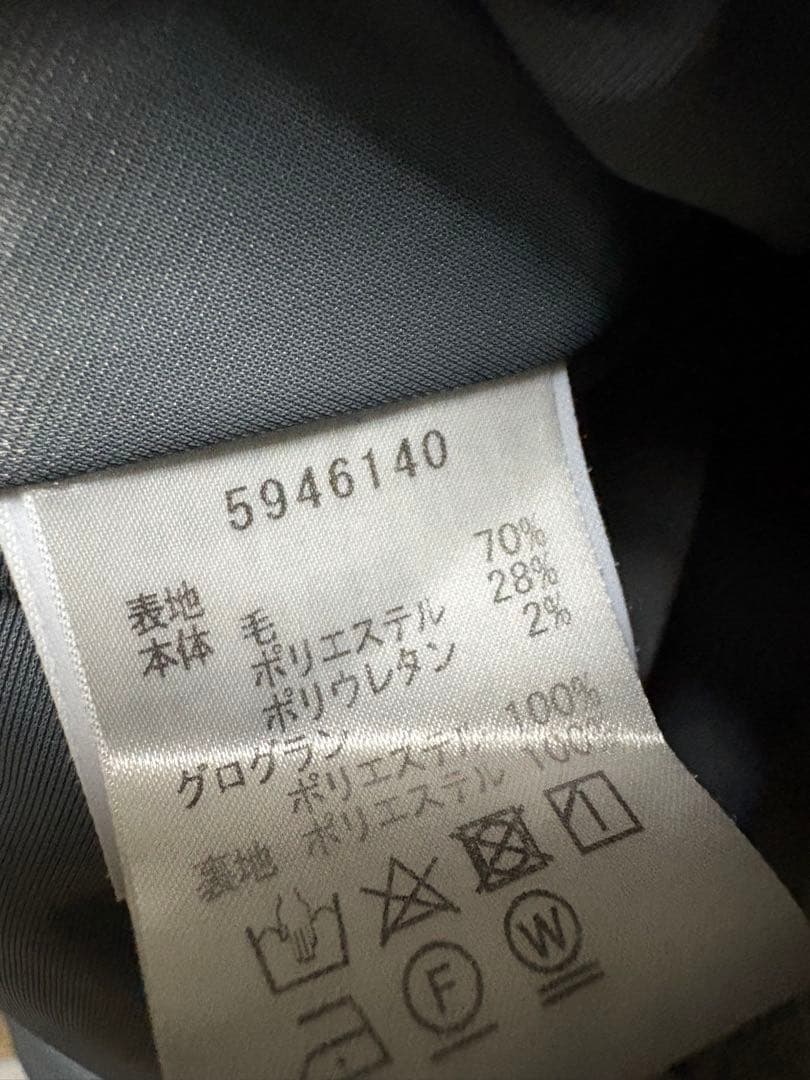 5946140
表地 毛 70%
本体 ポリエステル 28%
ポリウレタン 2%
グログラン
ポリエステル 100%
裏地 ポリエステル 100%
F
W